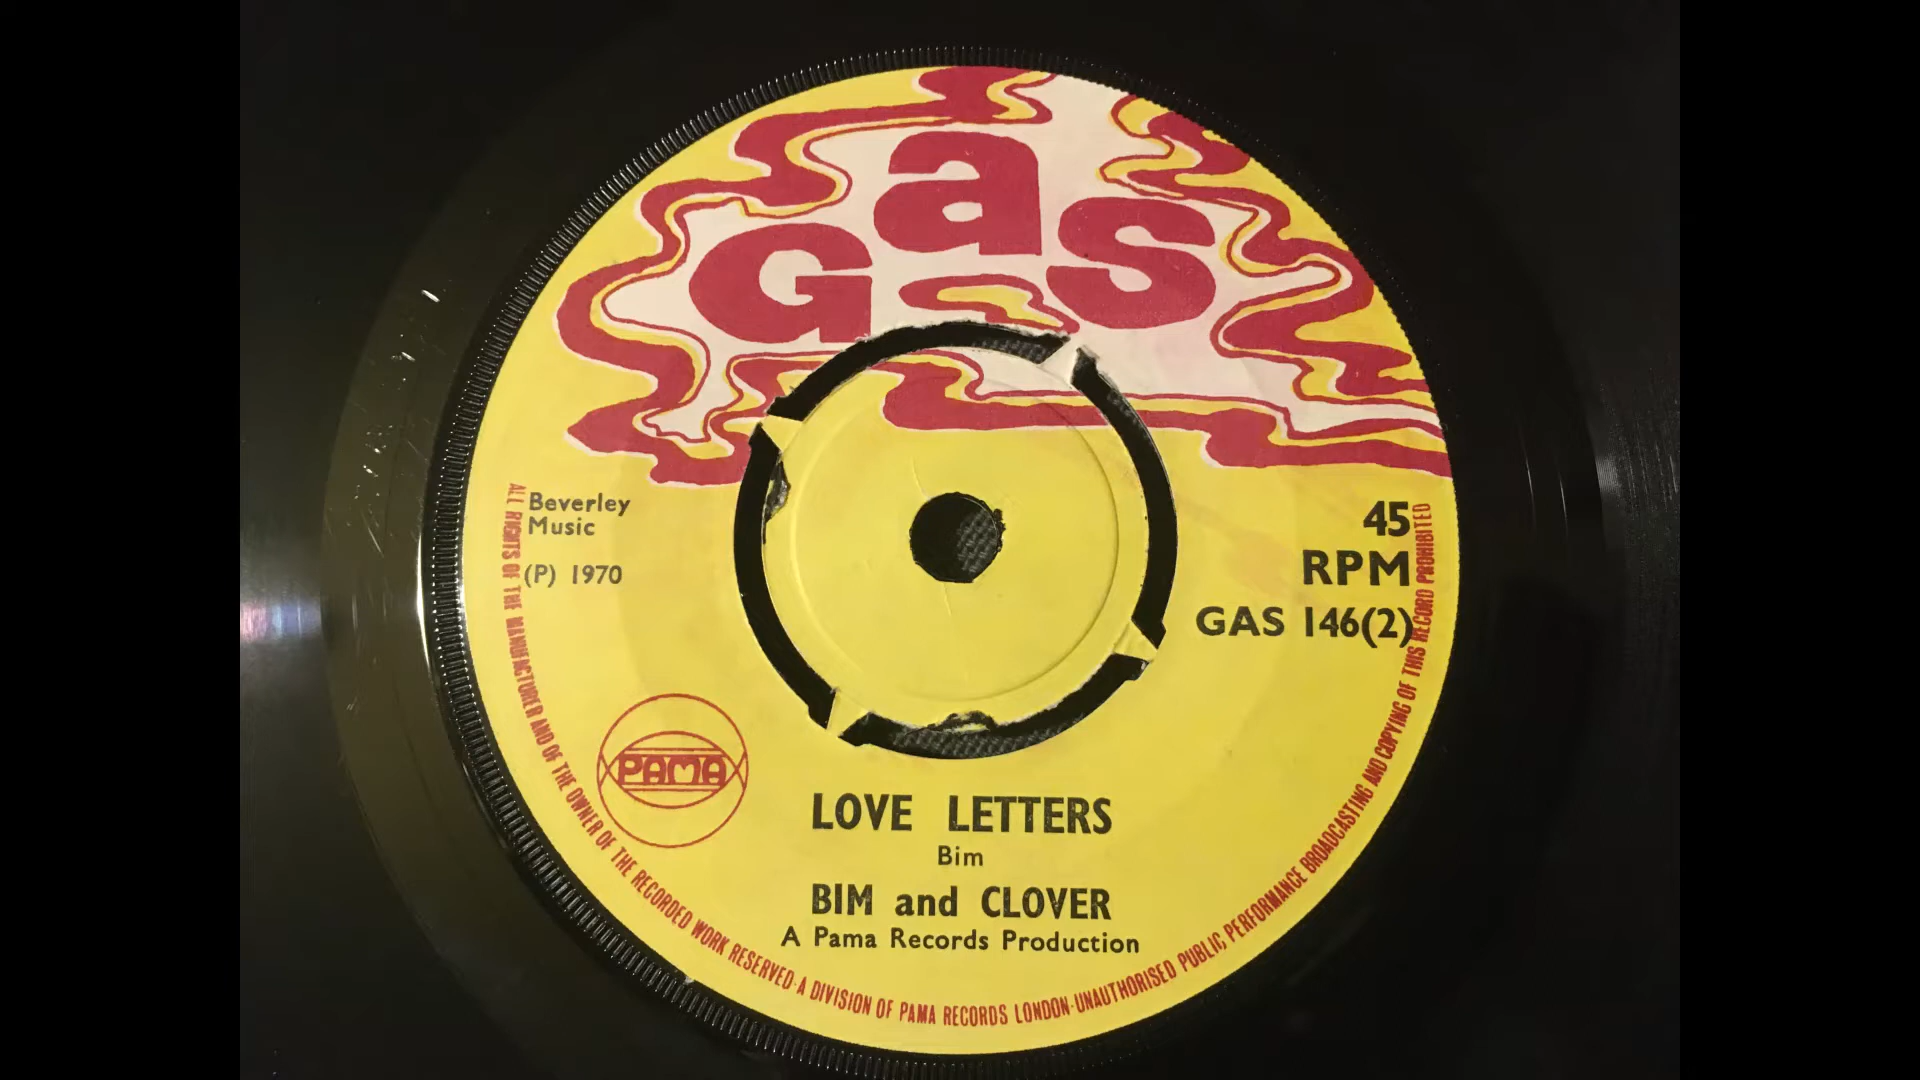 Gas
Beverley
Music
(P) 1970
45
RPM
GAS 146(2)
PAMA
LOVE LETTERS
Bim
BIM and CLOVER
A Pama Records Production
ALL RIGHTS OF THE MANUFACTURER AND OF THE OWNER OF THE RECORDED WORK RESERVED·A DIVISION OF PAMA RECORDS LONDON·UNAUTHORISED PUBLIC, PERFORMANCE BROADCASTING AND COPYING OF THIS RECORD PROHIBITED